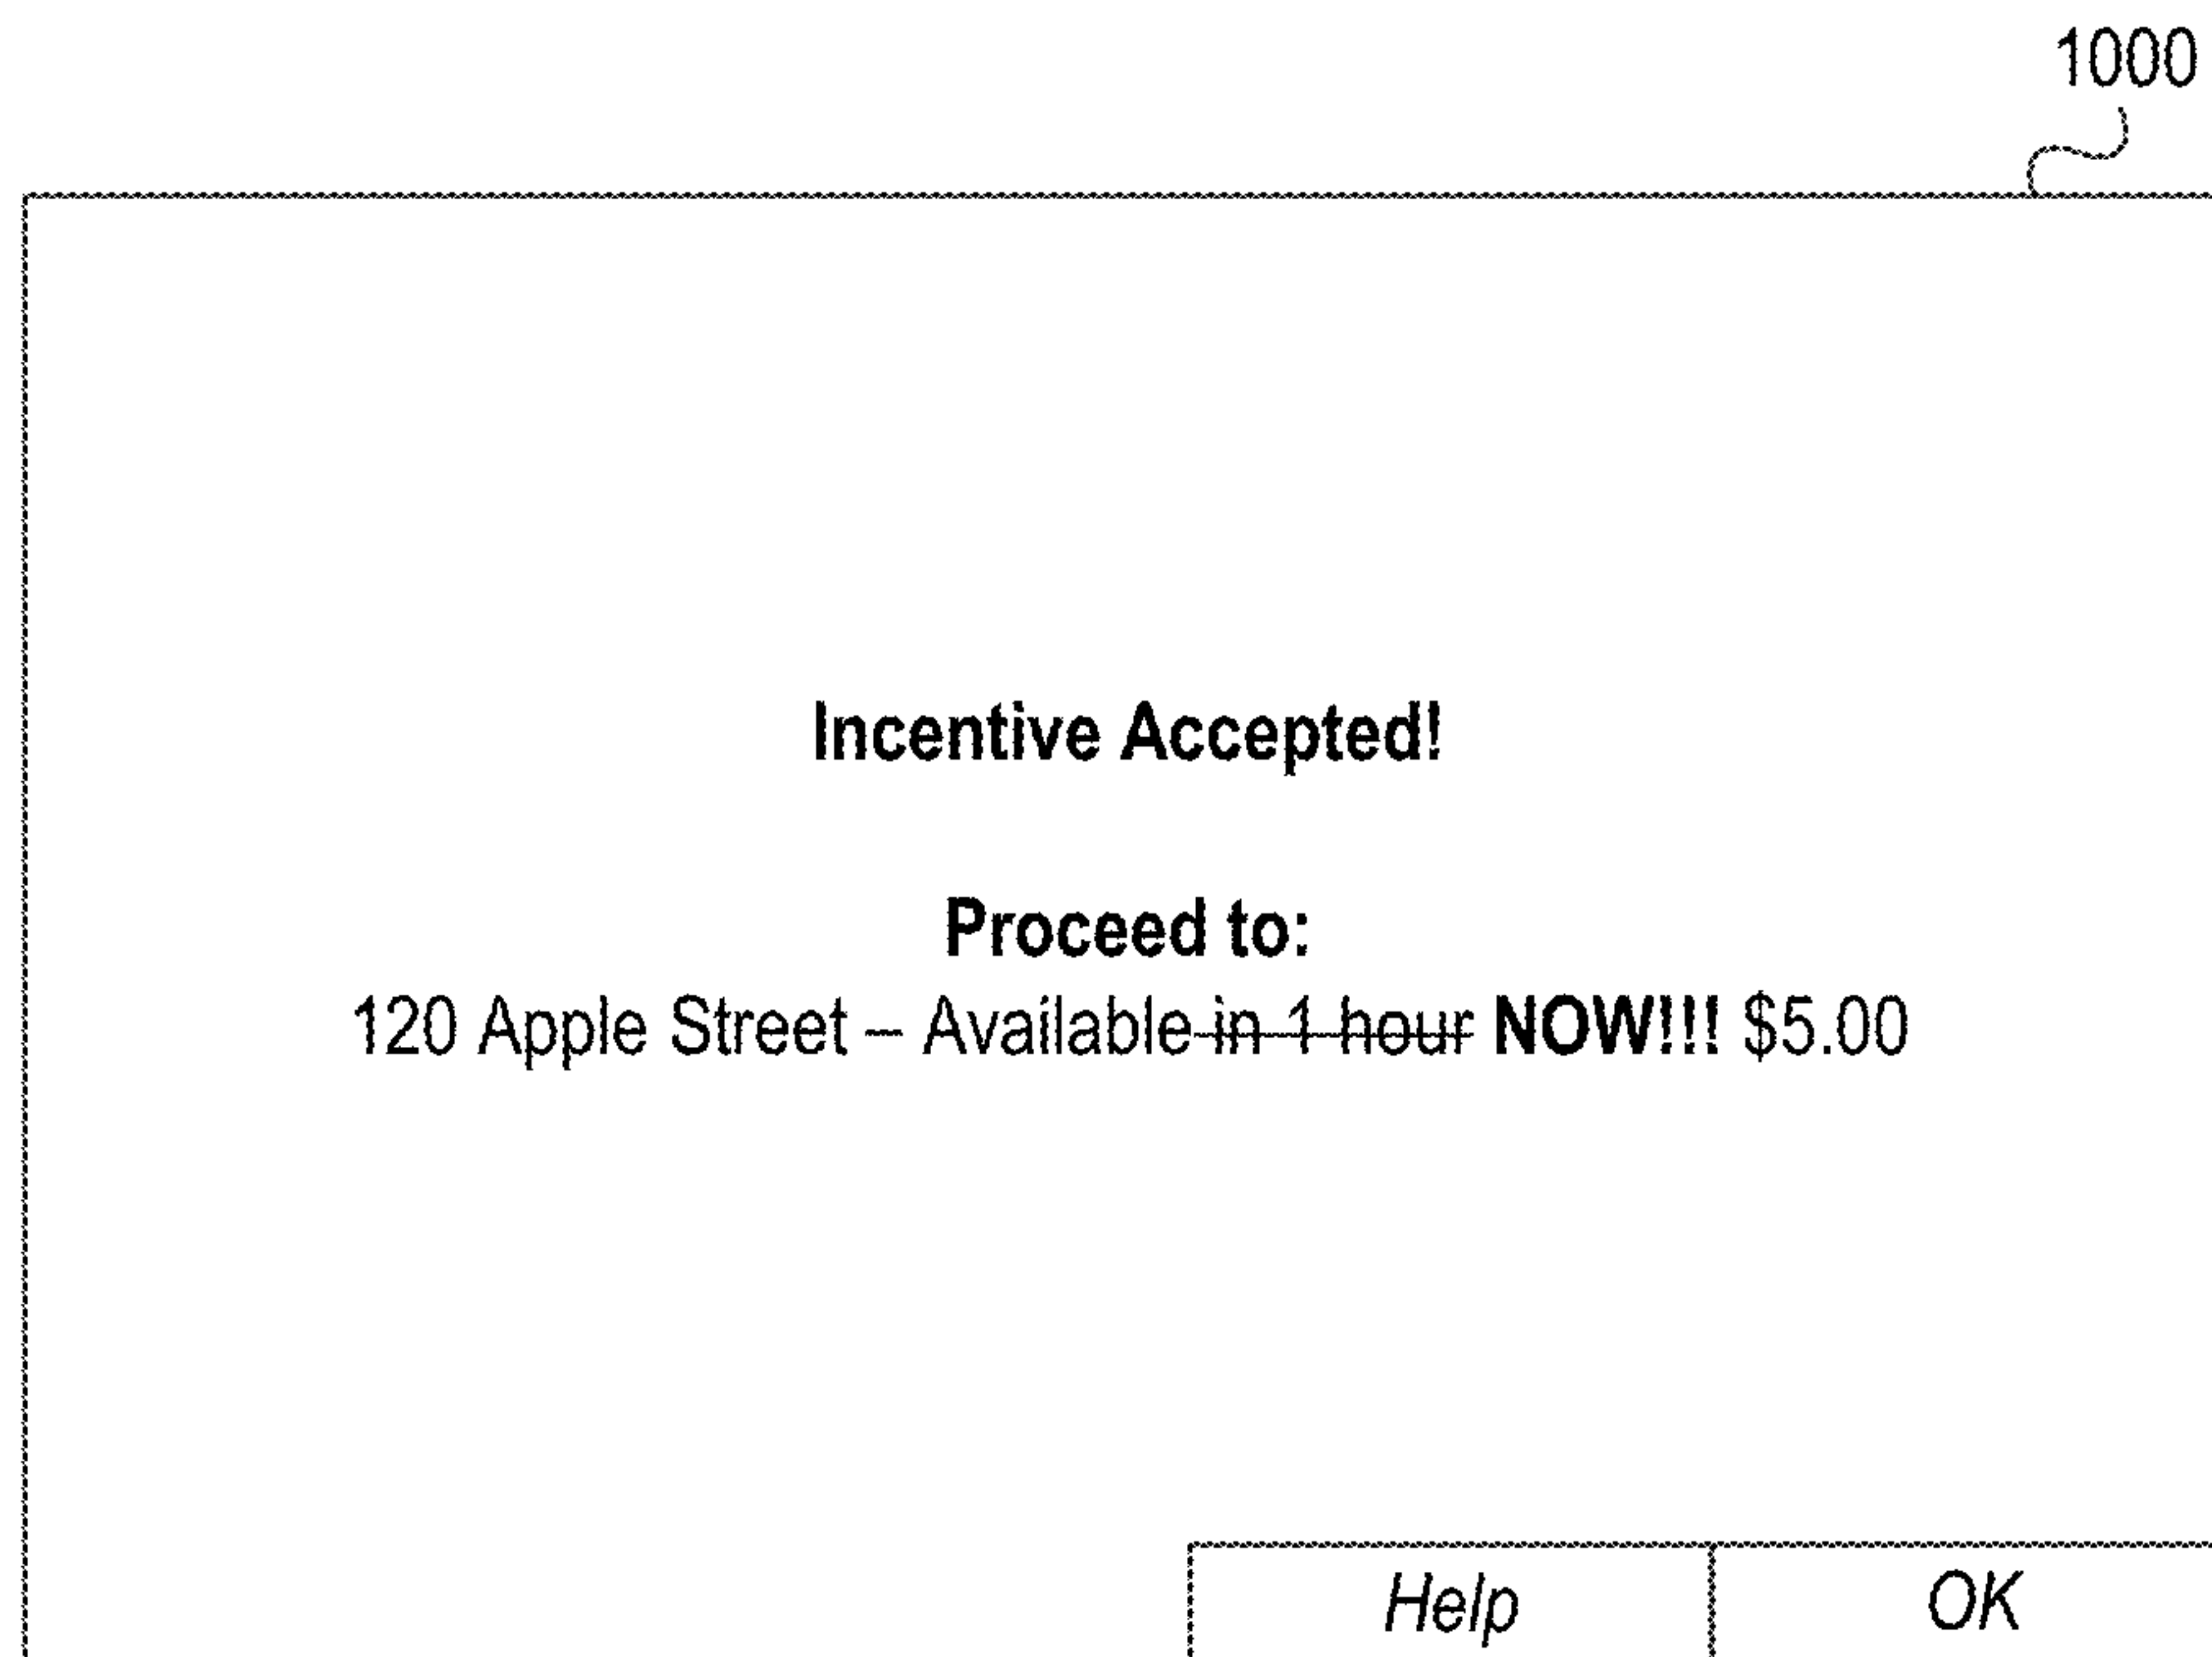 1000
Incentive Accepted!
Proceed to:
120 Apple Street – Available in 1 hour NOW!!! $5.00
Help
OK